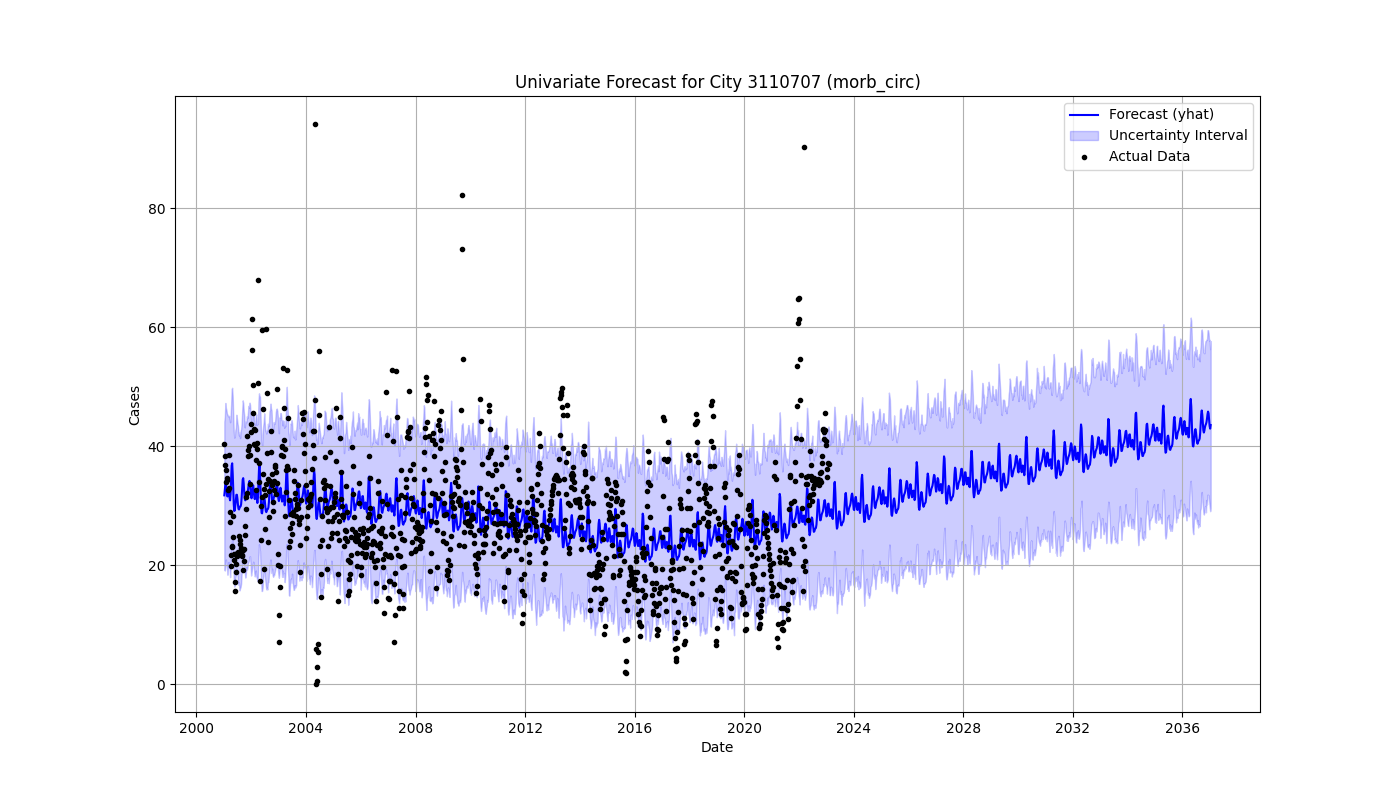 Univariate Forecast for City 3110707 (morb_circ)
Forecast (yhat)
Uncertainty Interval
Actual Data
Cases
80
60
40
20
0
2000 2004 2008 2012 2016 2020 2024 2028 2032 2036
Date